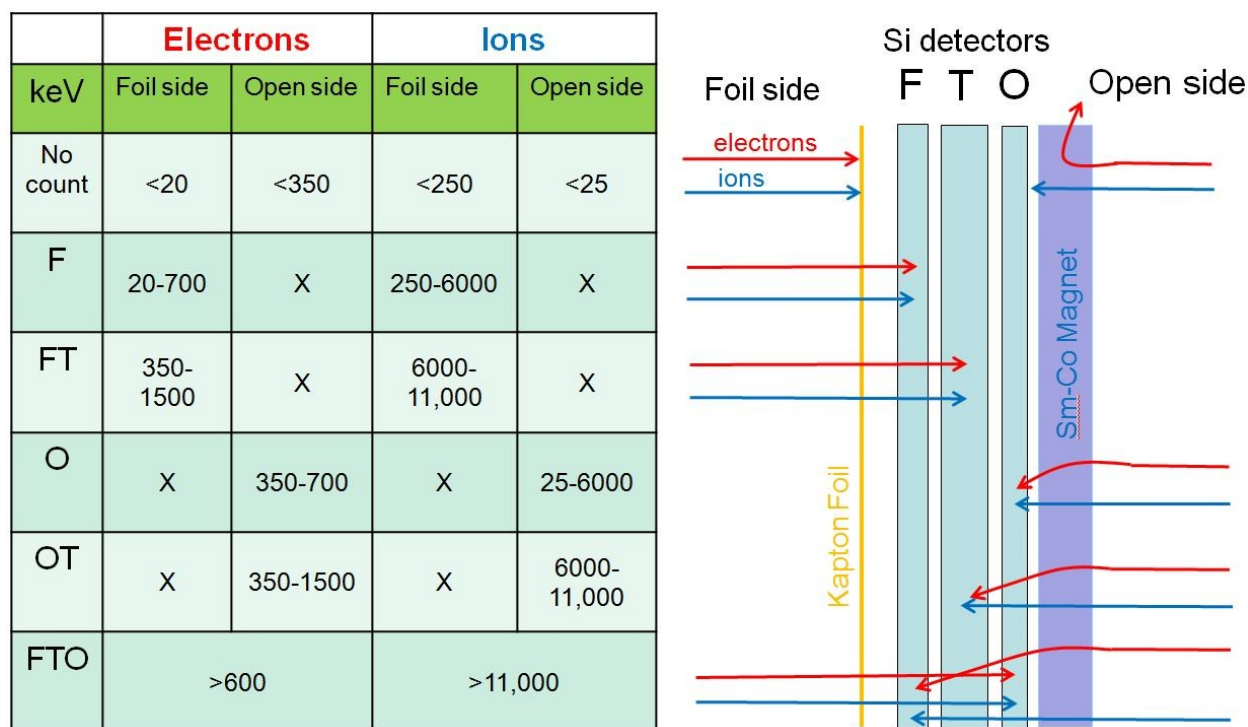 Electrons Ions
keV Foil side Open side Foil side Open side
No
count <20 <350 <250 <25
F 20-700 X 250-6000 X
FT 350-
1500 X 6000-
11,000 X
O X 350-700 X 25-6000
OT X 350-1500 X 6000-
11,000
FTO >600 >11,000
Si detectors
Foil side F T O Open side
electrons
ions
Kapton Foil
Sm-Co Magnet